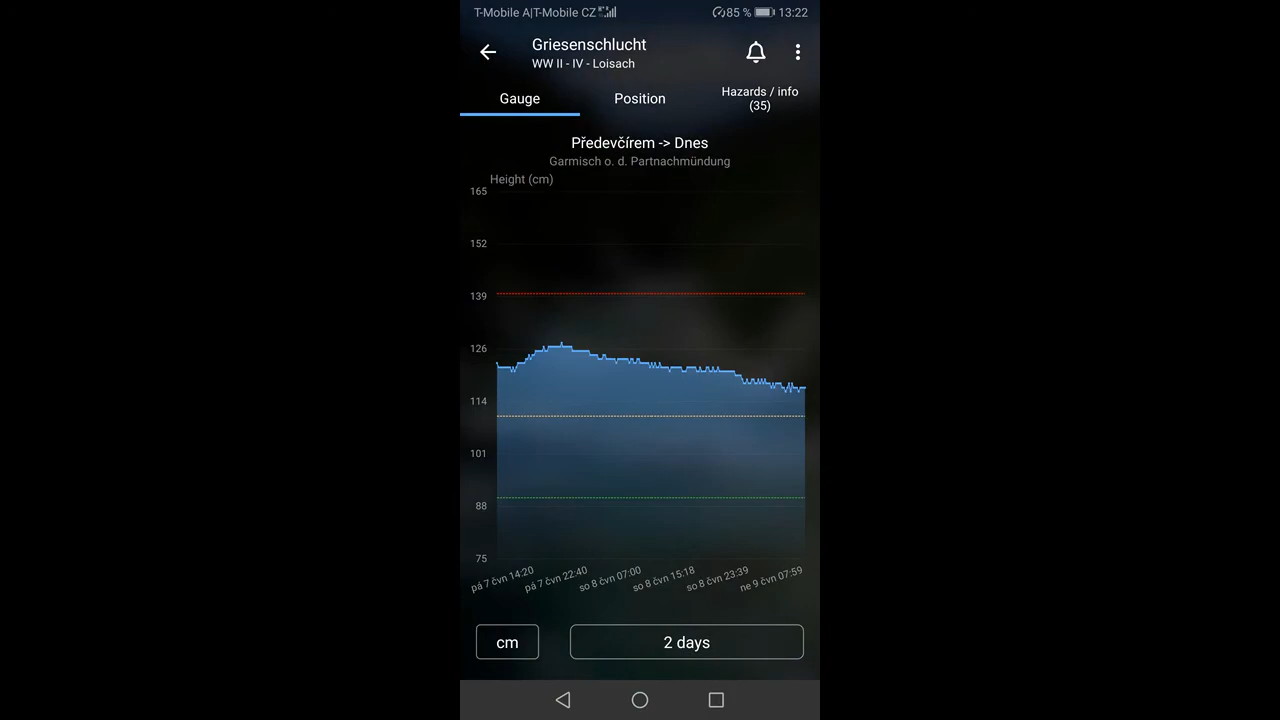 T-Mobile A|T-Mobile CZ 85 % 13:22
Griesenschlucht
WW II - IV - Loisach
Gauge
Position
Hazards / info
(35)
Předevčírem -> Dnes
Garmisch o. d. Partnachmündung
Height (cm)
165
152
139
126
114
101
88
75
pá 7 čvn 14:20
pá 7 čvn 22:40
so 8 čvn 07:00
so 8 čvn 15:18
so 8 čvn 23:39
ne 9 čvn 07:59
cm
2 days